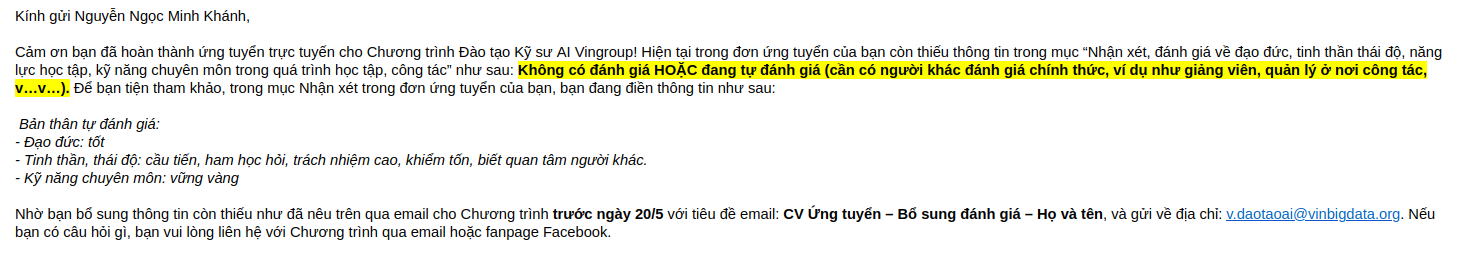 Kính gửi Nguyễn Ngọc Minh Khánh,
Cảm ơn bạn đã hoàn thành ứng tuyển trực tuyến cho Chương trình Đào tạo Kỹ sư AI Vingroup! Hiện tại trong đơn ứng tuyển của bạn còn thiếu thông tin trong mục “Nhận xét, đánh giá về đạo đức, tinh thần thái độ, năng
lực học tập, kỹ năng chuyên môn trong quá trình học tập, công tác” như sau: Không có đánh giá HOẶC đang tự đánh giá (cần có người khác đánh giá chính thức, ví dụ như giảng viên, quản lý ở nơi công tác,
v...v...). Để bạn tiện tham khảo, trong mục Nhận xét trong đơn ứng tuyển của bạn, bạn đang điền thông tin như sau:
Bản thân tự đánh giá:
- Đạo đức: tốt
- Tinh thần, thái độ: cầu tiến, ham học hỏi, trách nhiệm cao, khiểm tốn, biết quan tâm người khác.
- Kỹ năng chuyên môn: vững vàng
Nhờ bạn bổ sung thông tin còn thiếu như đã nêu trên qua email cho Chương trình trước ngày 20/5 với tiêu đề email: CV Ứng tuyển – Bổ sung đánh giá – Họ và tên, và gửi về địa chỉ: v.daotaoai@vinbigdata.org. Nếu
bạn có câu hỏi gì, bạn vui lòng liên hệ với Chương trình qua email hoặc fanpage Facebook.